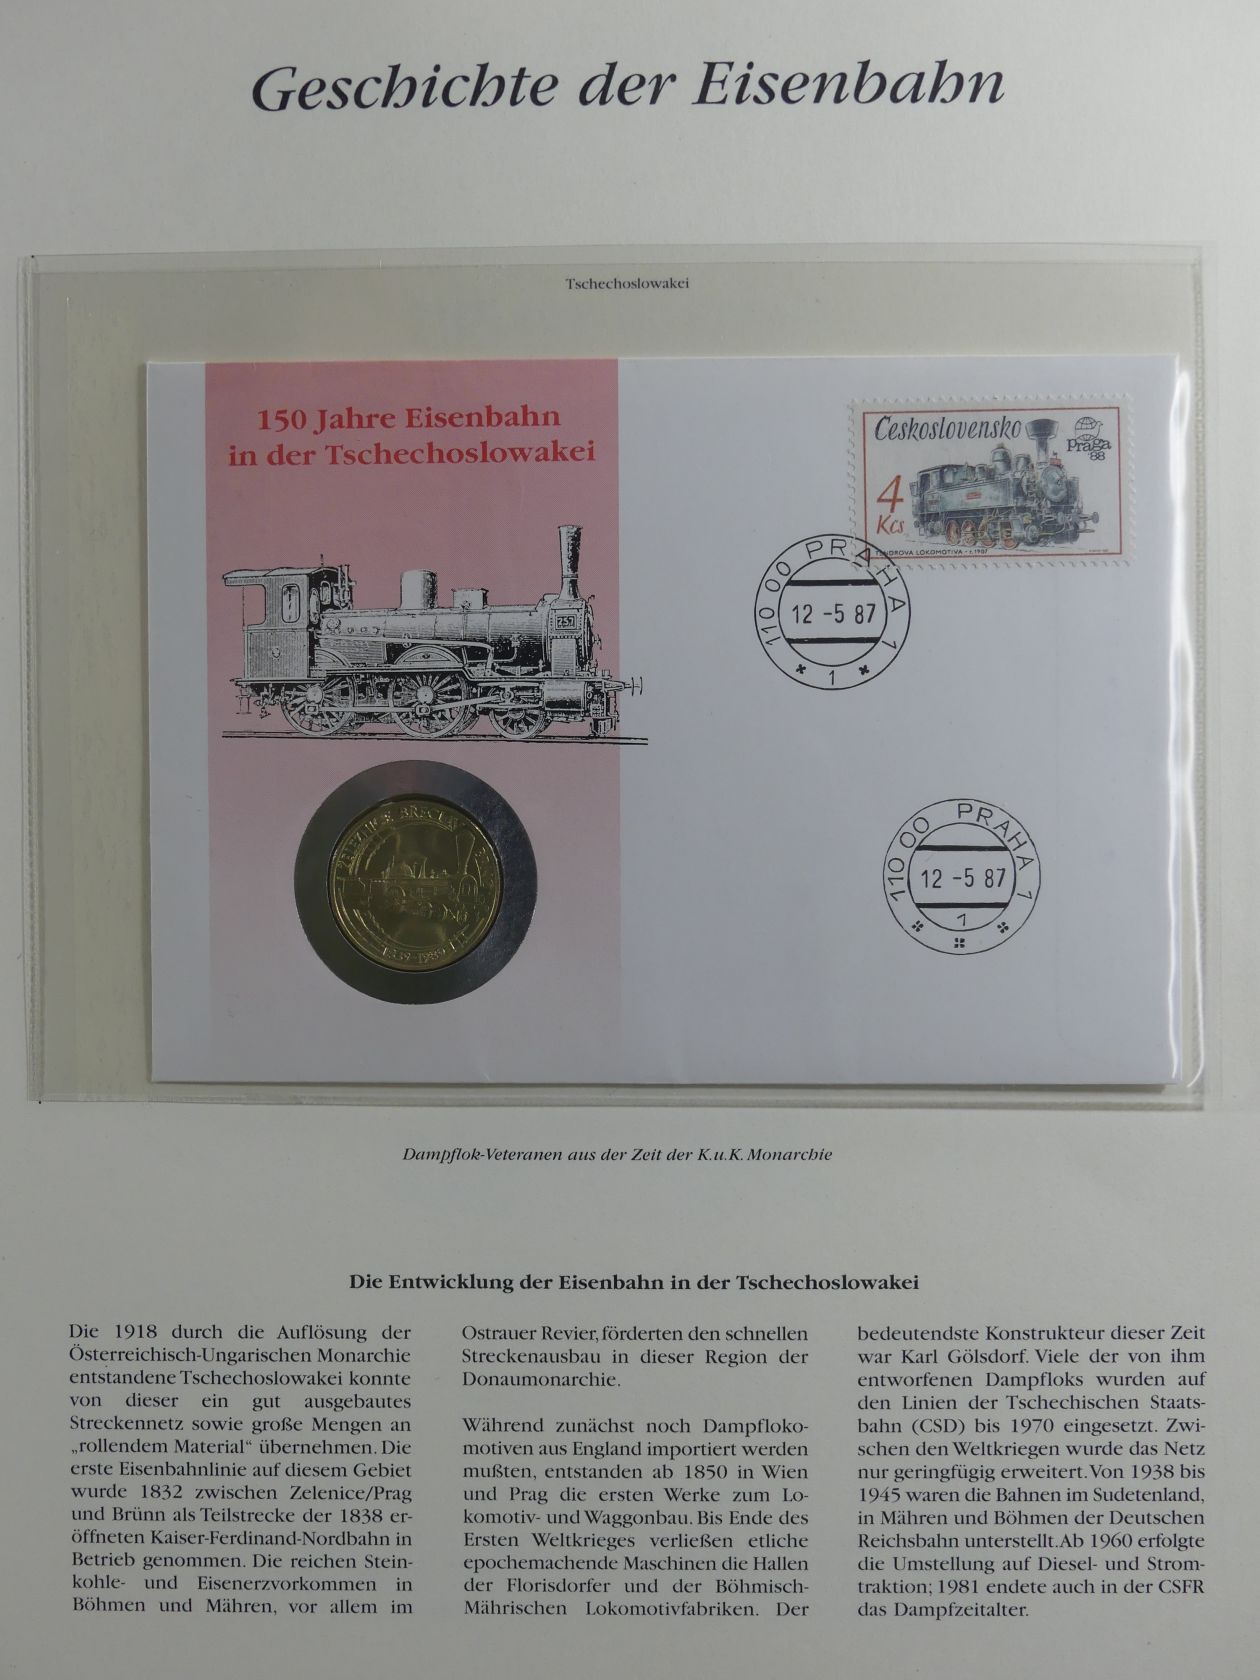 Geschichte der Eisenbahn
Tschechoslowakei
150 Jahre Eisenbahn
in der Tschechoslowakei
Československo
Praga
'88
4
Kčs
TENDROVA LOKOMOTIVA - r. 1987
257
110 00 PRAHA 1
12 -5 87
1
BŘECLAV
1839-1989
110 00 PRAHA 1
12 -5 87
1
Dampflok-Veteranen aus der Zeit der K.u.K. Monarchie
Die Entwicklung der Eisenbahn in der Tschechoslowakei
Die 1918 durch die Auflösung der
Österreichisch-Ungarischen Monarchie
entstandene Tschechoslowakei konnte
von dieser ein gut ausgebautes
Streckennetz sowie große Mengen an
„rollendem Material“ übernehmen. Die
erste Eisenbahnlinie auf diesem Gebiet
wurde 1832 zwischen Zelenice/Prag
und Brünn als Teilstrecke der 1838 er-
öffneten Kaiser-Ferdinand-Nordbahn in
Betrieb genommen. Die reichen Stein-
kohle- und Eisenerzvorkommen in
Böhmen und Mähren, vor allem im
Ostrauer Revier, förderten den schnellen
Streckenausbau in dieser Region der
Donaumonarchie.
Während zunächst noch Dampfloko-
motiven aus England importiert werden
mußten, entstanden ab 1850 in Wien
und Prag die ersten Werke zum Lo-
komotiv- und Waggonbau. Bis Ende des
Ersten Weltkrieges verließen etliche
epochemachende Maschinen die Hallen
der Florisdorfer und der Böhmisch-
Mährischen Lokomotivfabriken. Der
bedeutendste Konstrukteur dieser Zeit
war Karl Gölsdorf. Viele der von ihm
entworfenen Dampfloks wurden auf
den Linien der Tschechischen Staats-
bahn (CSD) bis 1970 eingesetzt. Zwi-
schen den Weltkriegen wurde das Netz
nur geringfügig erweitert. Von 1938 bis
1945 waren die Bahnen im Sudetenland,
in Mähren und Böhmen der Deutschen
Reichsbahn unterstellt. Ab 1960 erfolgte
die Umstellung auf Diesel- und Strom-
traktion; 1981 endete auch in der CSFR
das Dampfzeitalter.